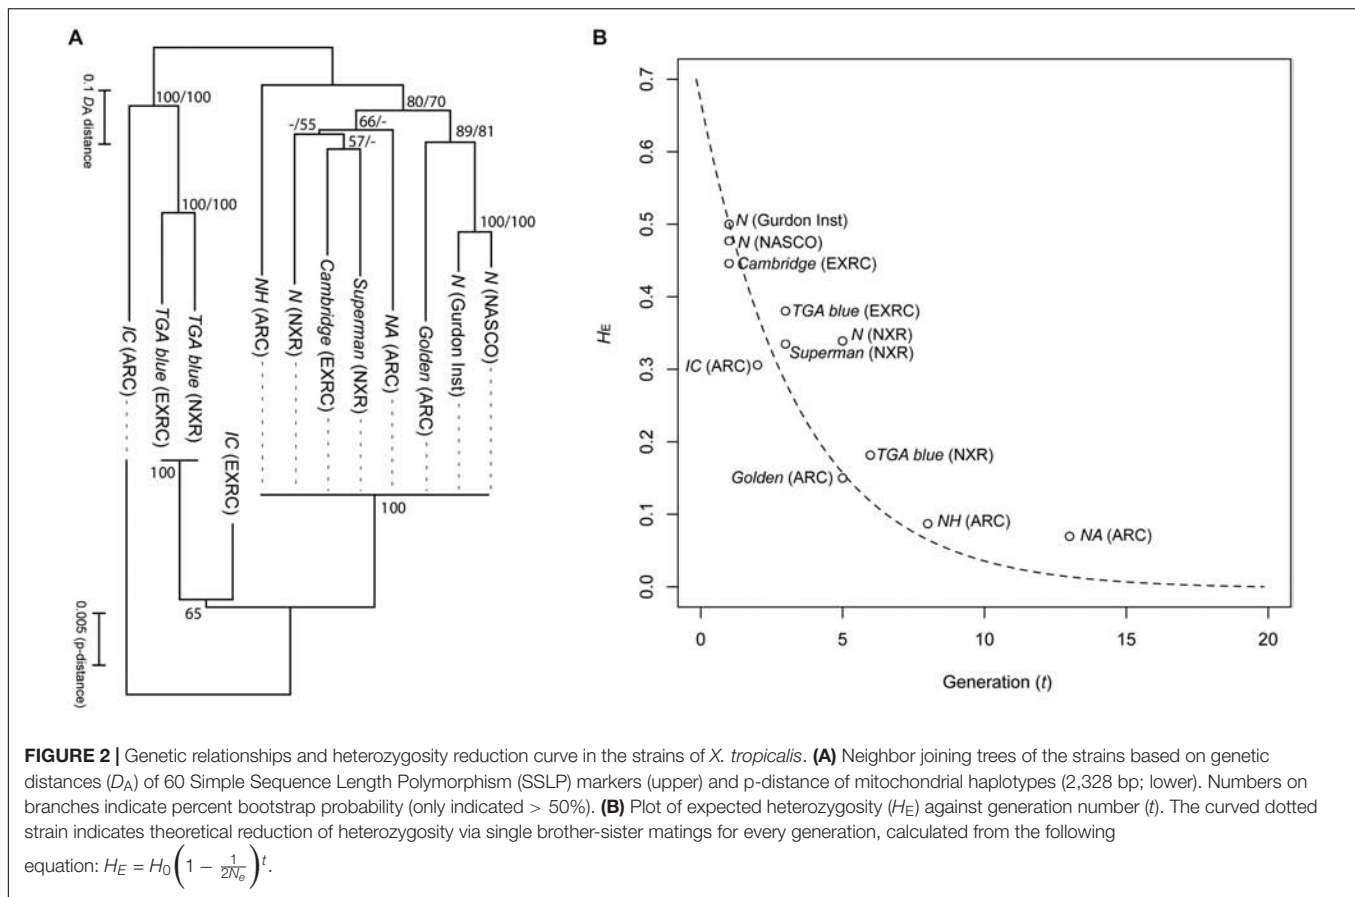 A
0.1 DA distance
100/100
80/70
-/55
66/-
89/81
57/-
100/100
100/100
IC (ARC)
TGA blue (EXRC)
TGA blue (NXR)
IC (EXRC)
NH (ARC)
N (NXR)
Cambridge (EXRC)
Superman (NXR)
NA (ARC)
Golden (ARC)
N (Gurdon Inst)
N (NASCO)
100
100
65
0.005 (p-distance)
B
HE
0.7
0.6
0.5
0.4
0.3
0.2
0.1
0.0
N (Gurdon Inst)
N (NASCO)
Cambridge (EXRC)
TGA blue (EXRC)
N (NXR)
Superman (NXR)
IC (ARC)
TGA blue (NXR)
Golden (ARC)
NH (ARC)
NA (ARC)
0 5 10 15 20
Generation (t)
FIGURE 2 | Genetic relationships and heterozygosity reduction curve in the strains of X. tropicalis. (A) Neighbor joining trees of the strains based on genetic
distances (DA) of 60 Simple Sequence Length Polymorphism (SSLP) markers (upper) and p-distance of mitochondrial haplotypes (2,328 bp; lower). Numbers on
branches indicate percent bootstrap probability (only indicated > 50%). (B) Plot of expected heterozygosity (HE) against generation number (t). The curved dotted
strain indicates theoretical reduction of heterozygosity via single brother-sister matings for every generation, calculated from the following
equation: HE = H0(1 − 1/2Ne)^t.